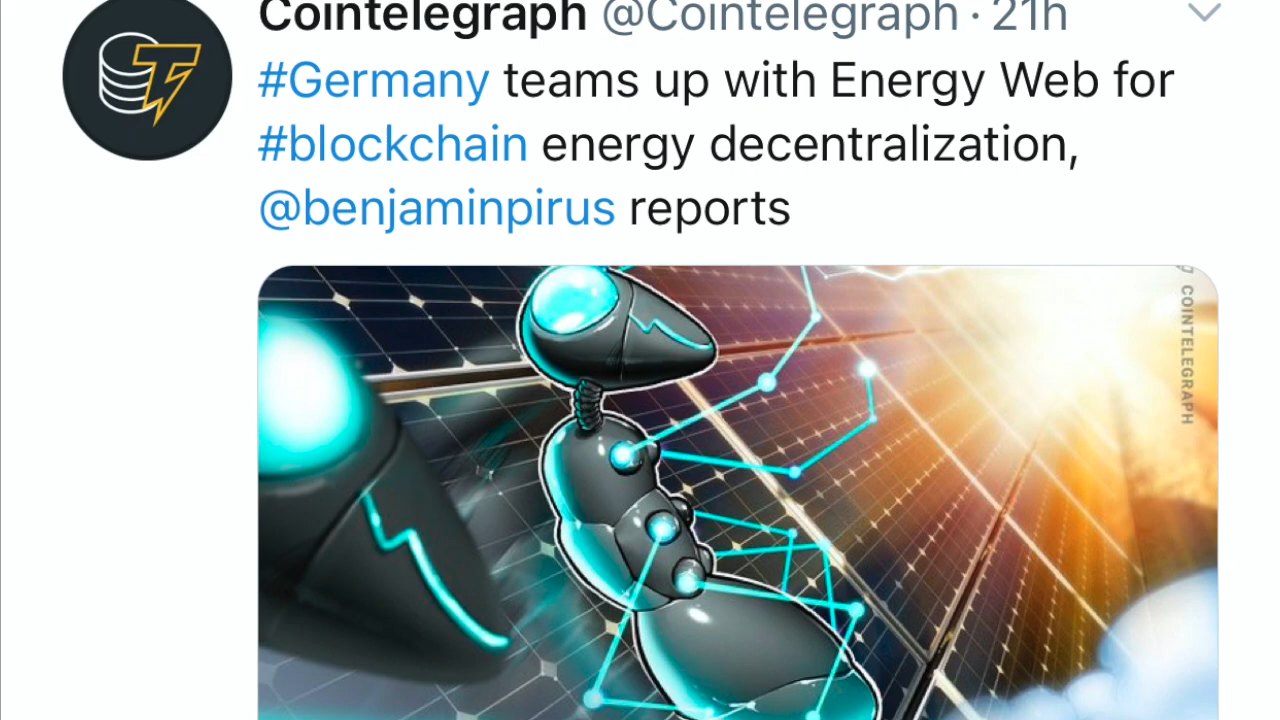 Cointelegraph @Cointelegraph · 21h
#Germany teams up with Energy Web for
#blockchain energy decentralization,
@benjaminpirus reports
COINTELEGRAPH